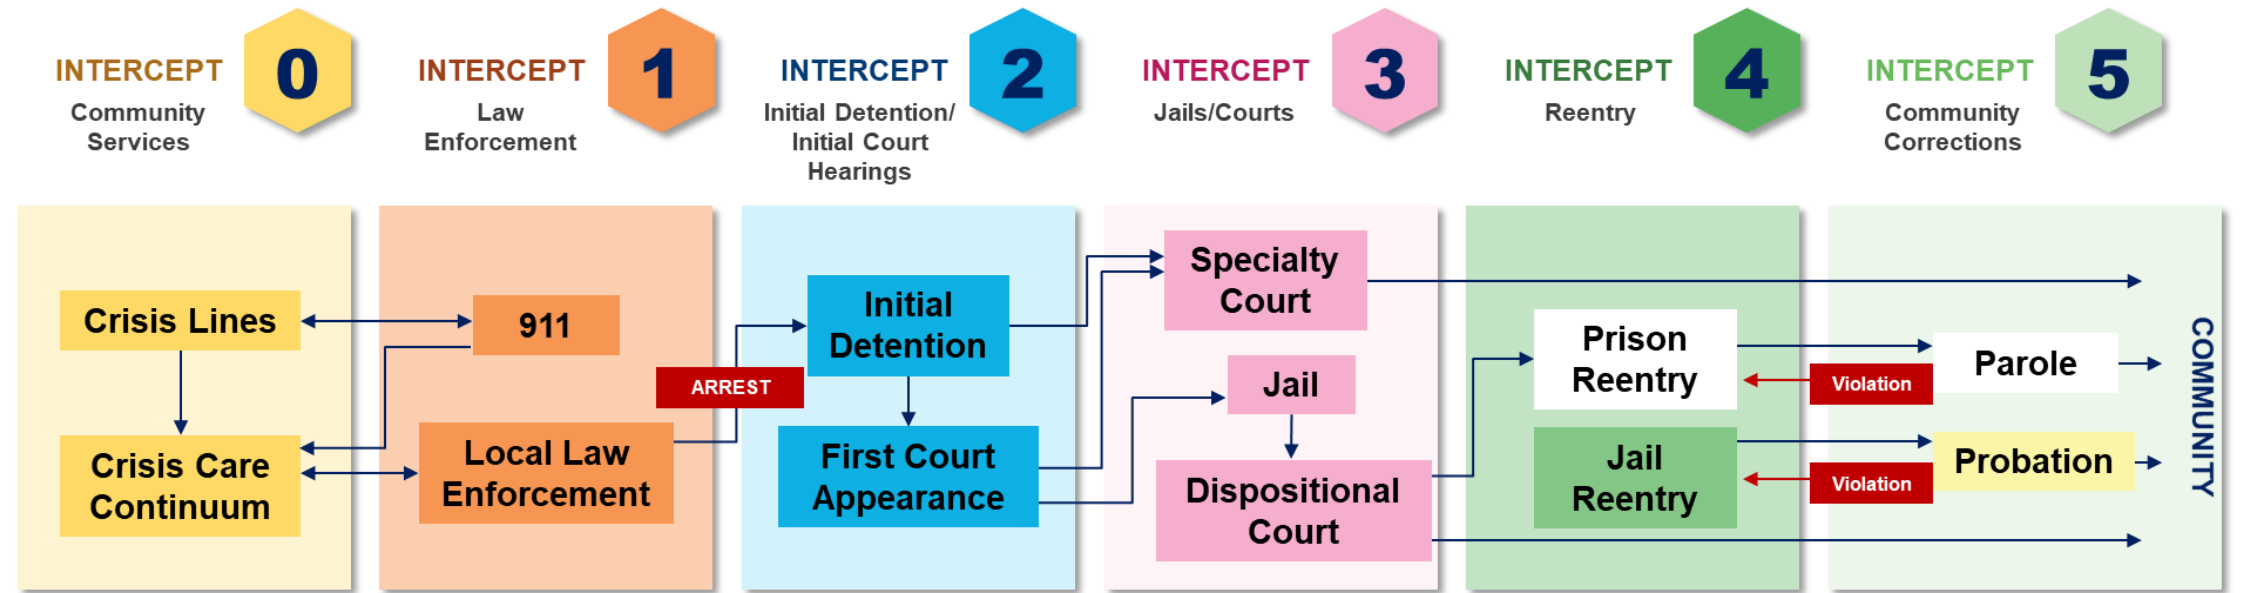 INTERCEPT
0
Community
Services
INTERCEPT
1
Law
Enforcement
INTERCEPT
2
Initial Detention/
Initial Court
Hearings
INTERCEPT
3
Jails/Courts
INTERCEPT
4
Reentry
INTERCEPT
5
Community
Corrections
Crisis Lines
Crisis Care
Continuum
911
ARREST
Local Law
Enforcement
Initial
Detention
First Court
Appearance
Specialty
Court
Jail
Dispositional
Court
Prison
Reentry
Jail
Reentry
Parole
Violation
Probation
Violation
COMMUNITY